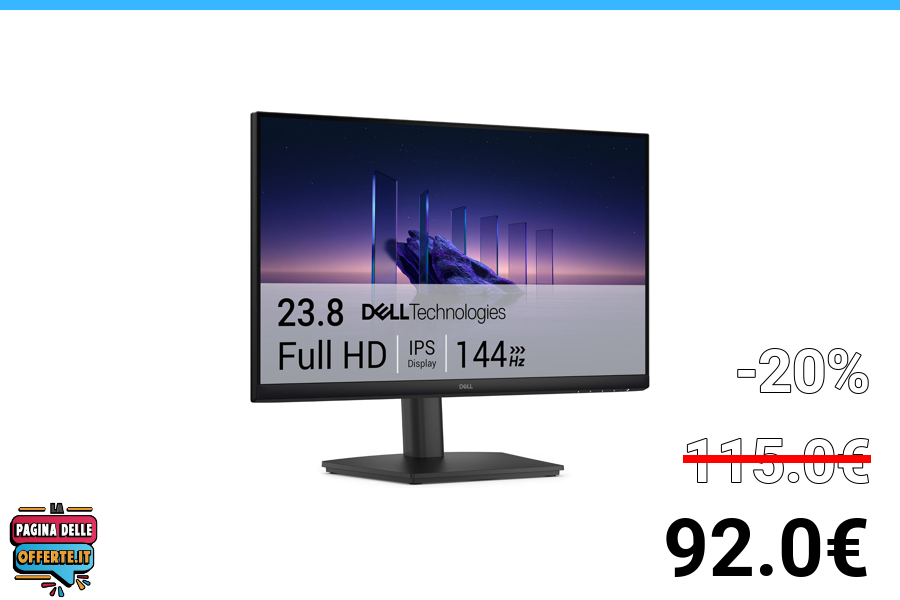 23.8 DELLTechnologies
Full HD IPS Display 144 Hz
DELL
-20%
115.0€
92.0€
LA
PAGINA DELLE
OFFERTE.IT